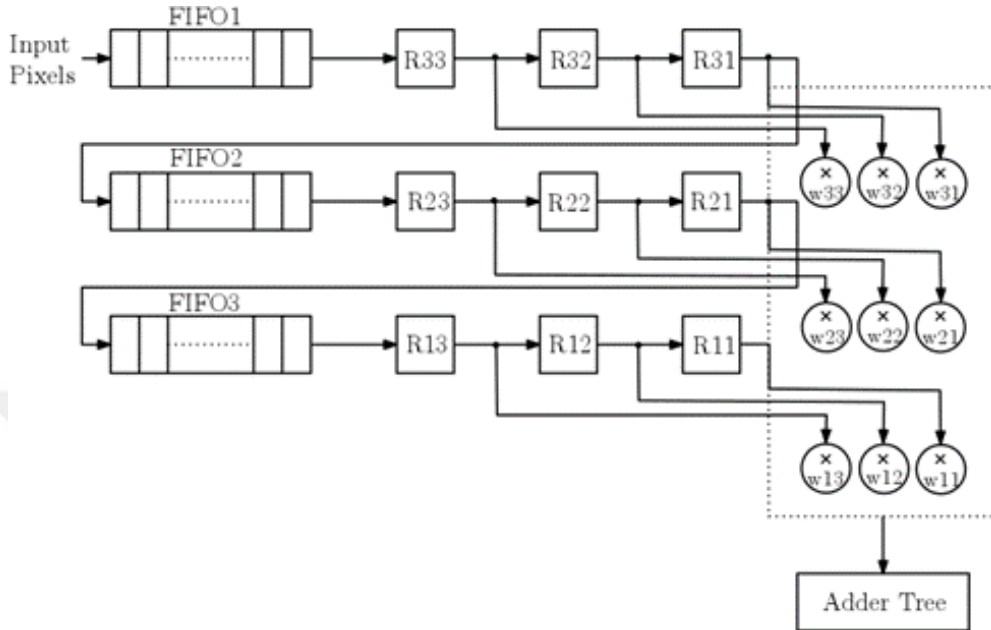 FIFO1
Input
Pixels
R33
R32
R31
×
w33
×
w32
×
w31
FIFO2
R23
R22
R21
×
w23
×
w22
×
w21
FIFO3
R13
R12
R11
×
w13
×
w12
×
w11
Adder Tree